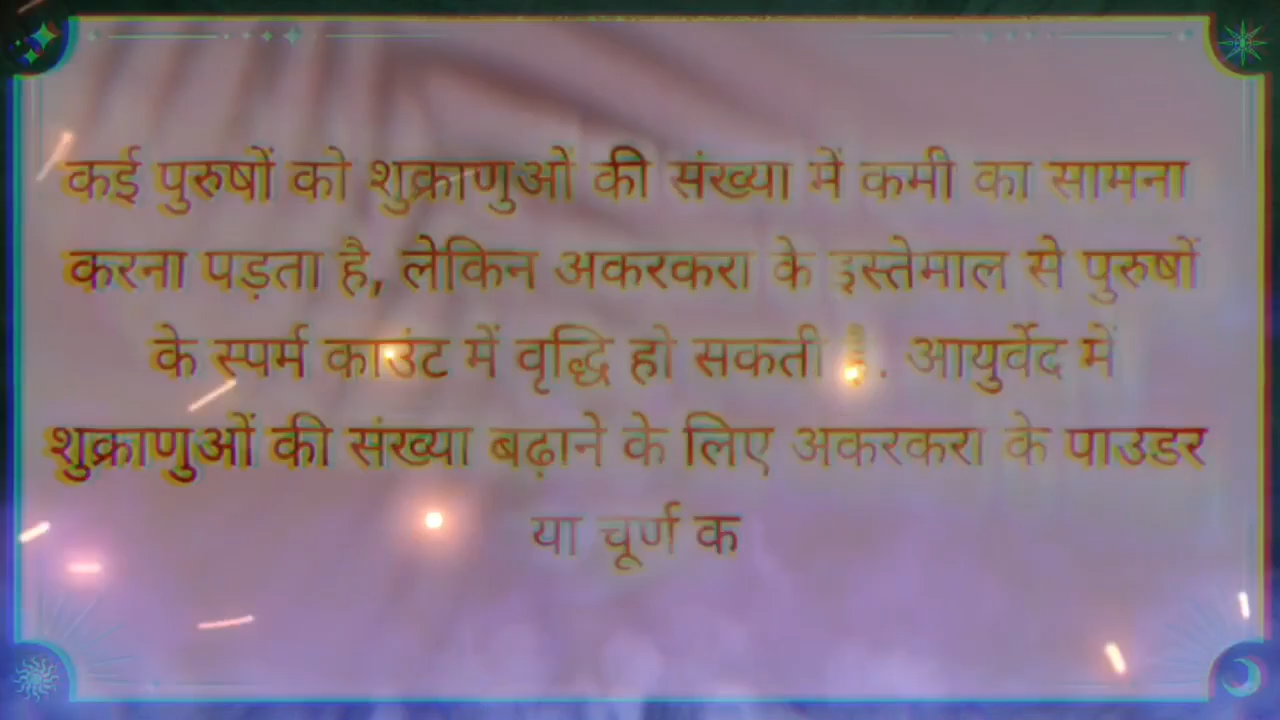 कई पुरुषों को शुक्राणुओं की संख्या में कमी का सामना
करना पड़ता है, लेकिन अकरकरा के इस्तेमाल से पुरुषों
के स्पर्म काउंट में वृद्धि हो सकती है. आयुर्वेद में
शुक्राणुओं की संख्या बढ़ाने के लिए अकरकरा के पाउडर
या चूर्ण क